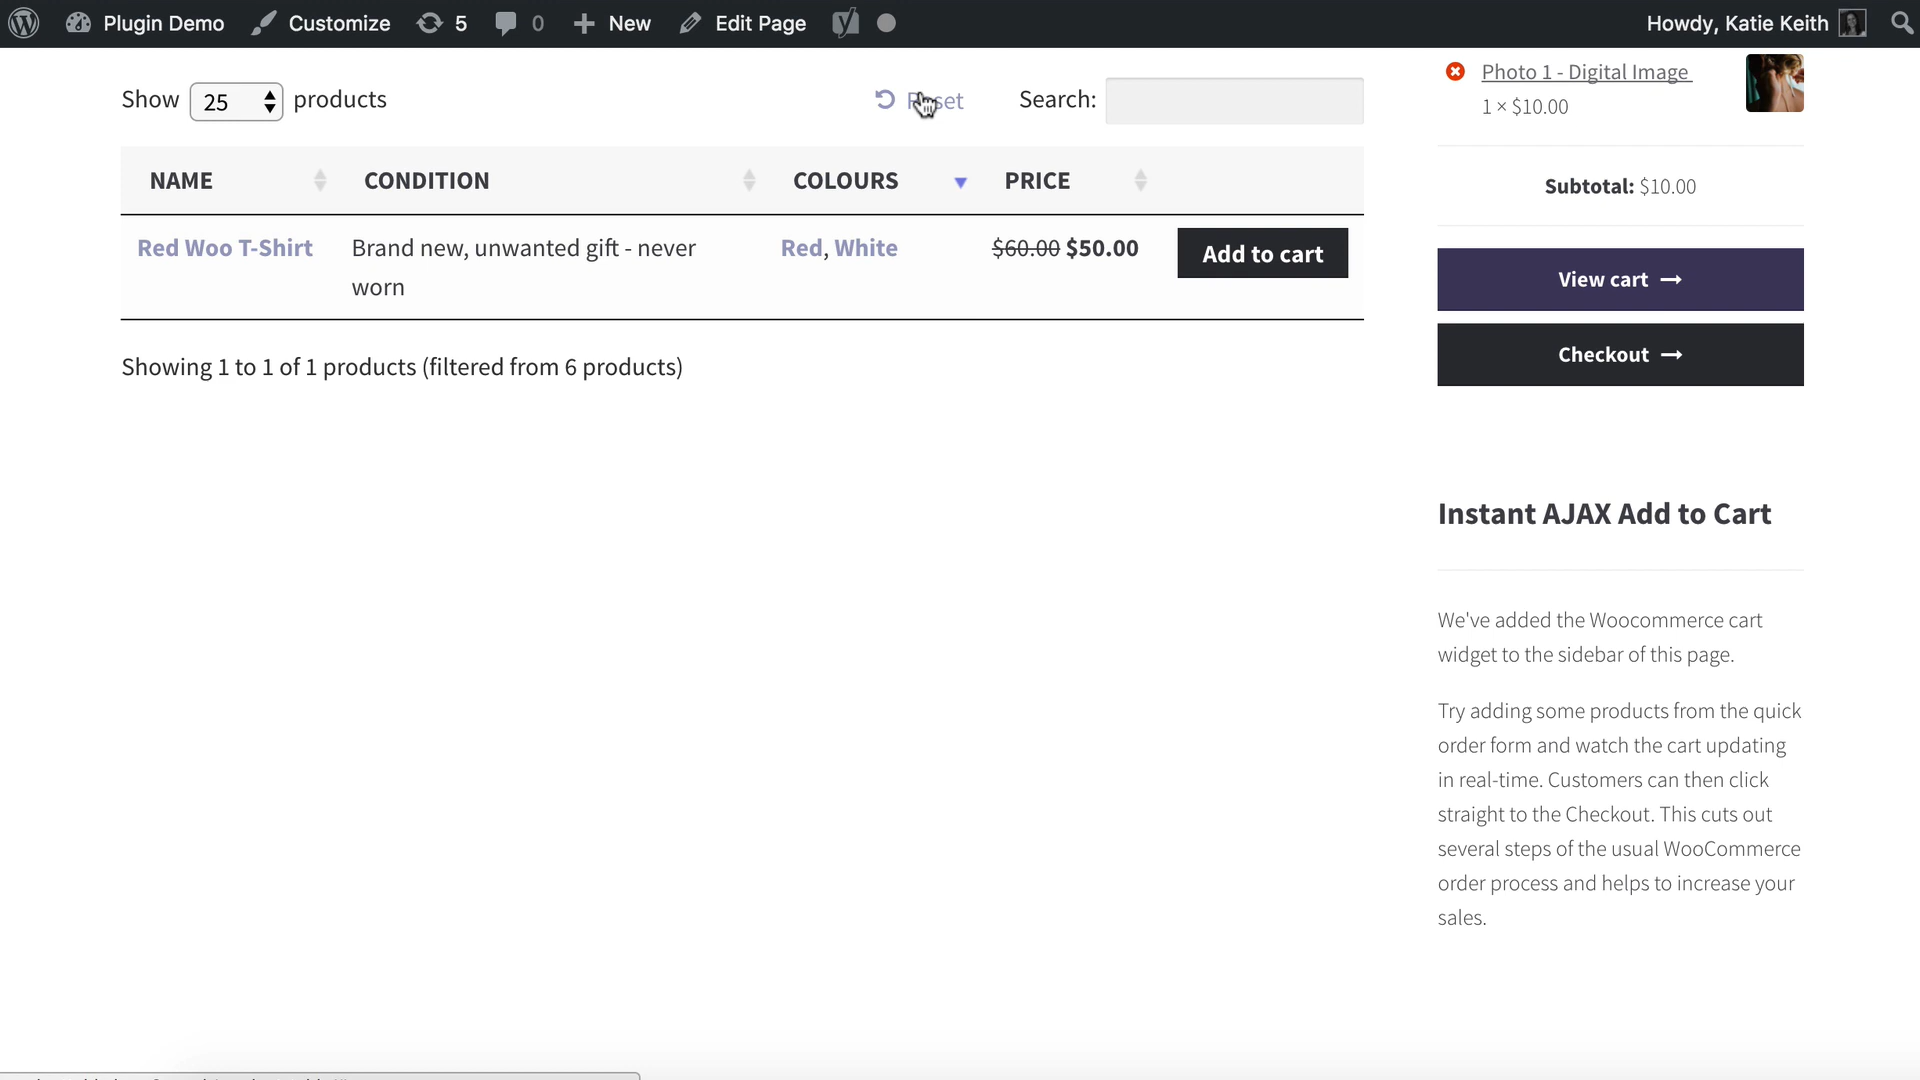 Plugin Demo Customize 5 0 New Edit Page Howdy, Katie Keith
Show 25 products
Search:
NAME CONDITION COLOURS PRICE
Red Woo T-Shirt Brand new, unwanted gift - never Red, White $60.00 $50.00 Add to cart
worn
Showing 1 to 1 of 1 products (filtered from 6 products)
Photo 1 - Digital Image
1 × $10.00
Subtotal: $10.00
View cart →
Checkout →
Instant AJAX Add to Cart
We've added the Woocommerce cart
widget to the sidebar of this page.
Try adding some products from the quick
order form and watch the cart updating
in real-time. Customers can then click
straight to the Checkout. This cuts out
several steps of the usual WooCommerce
order process and helps to increase your
sales.